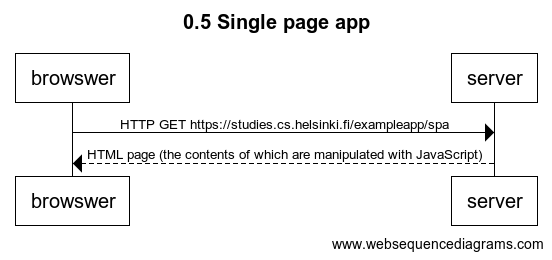 0.5 Single page app
browswer
server
HTTP GET https://studies.cs.helsinki.fi/exampleapp/spa
HTML page (the contents of which are manipulated with JavaScript)
browswer
server
www.websequencediagrams.com